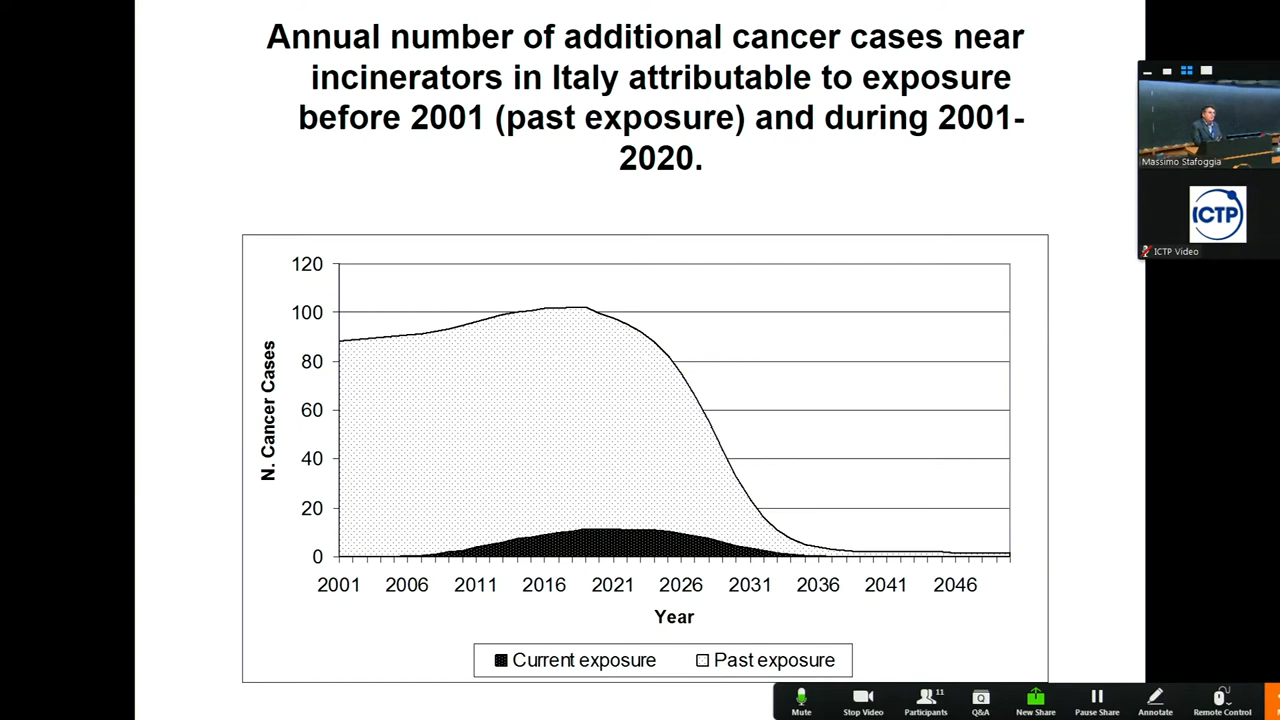 Annual number of additional cancer cases near
incinerators in Italy attributable to exposure
before 2001 (past exposure) and during 2001-
2020.
Massimo Stafoggia
ICTP
ICTP Video
N. Cancer Cases
120
100
80
60
40
20
0
2001 2006 2011 2016 2021 2026 2031 2036 2041 2046
Year
Current exposure Past exposure
11
Mute Stop Video Participants Q&A New Share Pause Share Annotate Remote Control